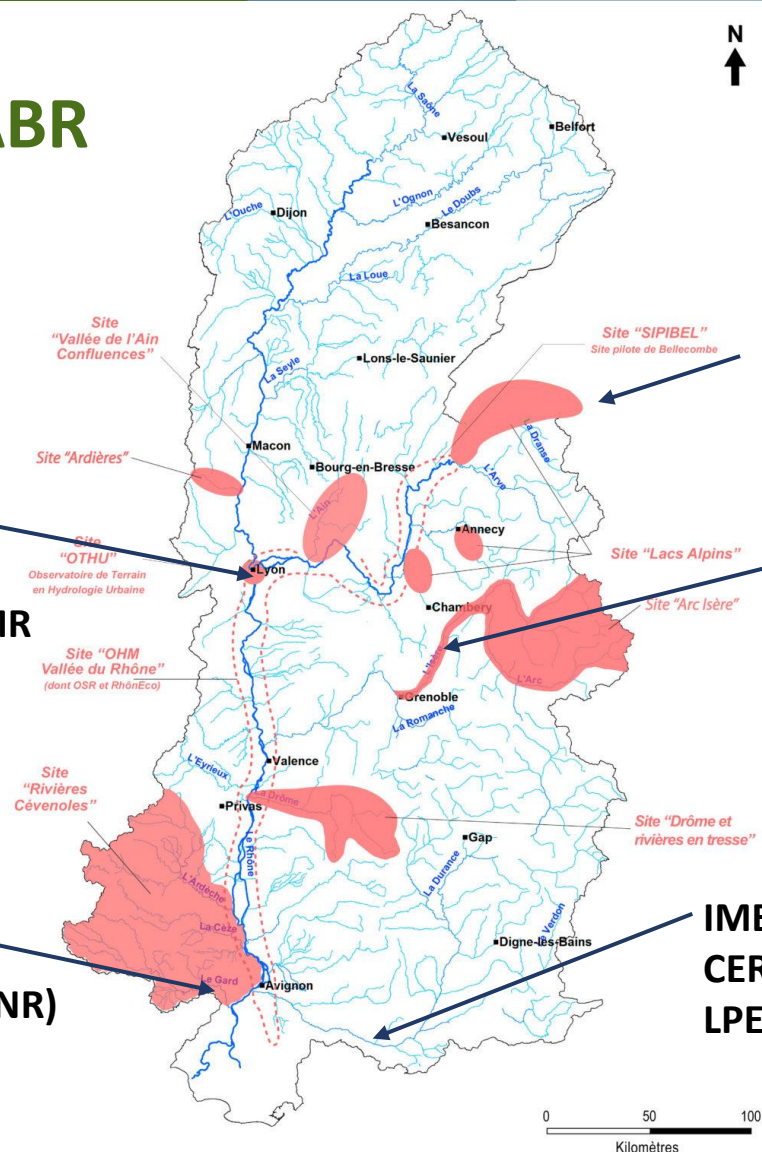 ABR
N
La Saône
Vesoul
Belfort
L'Ognon
Le Doubs
L'Ouche
Dijon
Besancon
La Loue
Site
"Vallée de l'Ain
Confluences"
Site "SIPIBEL"
Site pilote de Bellecombe
Lons-le-Saunier
La Seyle
La Dranse
Macon
Site "Ardières"
Bourg-en-Bresse
L'Arve
L'Ain
Annecy
Site
"OTHU"
Observatoire de Terrain
en Hydrologie Urbaine
Lyon
Site "Lacs Alpins"
Chambery
Site "Arc Isère"
Site "OHM
Vallée du Rhône"
(dont OSR et RhônEco)
L'Isère
L'Arc
Grenoble
La Romanche
Valence
L'Eyrieux
Site
"Rivières
Cévenoles"
Privas
La Drôme
Site "Drôme et
rivières en tresse"
Gap
Le Rhône
La Durance
L'Ardèche
Le Verdon
La Cèze
Digne-les-Bains
Le Gard
Avignon
NR)
IMB
CER
LPE
0 50 100
Kilomètres